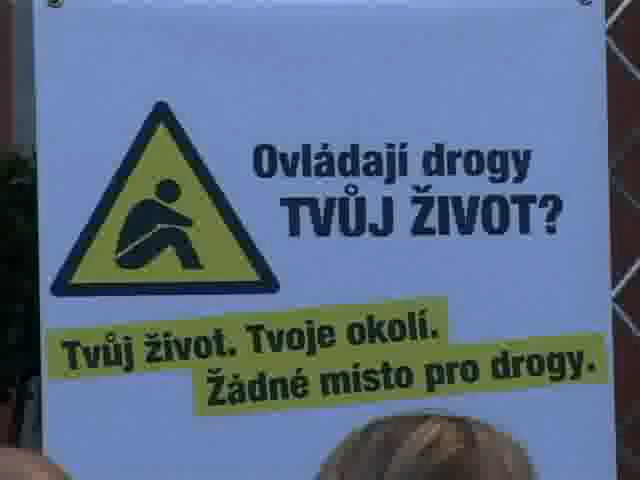 Ovládají drogy
TVŮJ ŽIVOT?
Tvůj život. Tvoje okolí.
Žádné místo pro drogy.